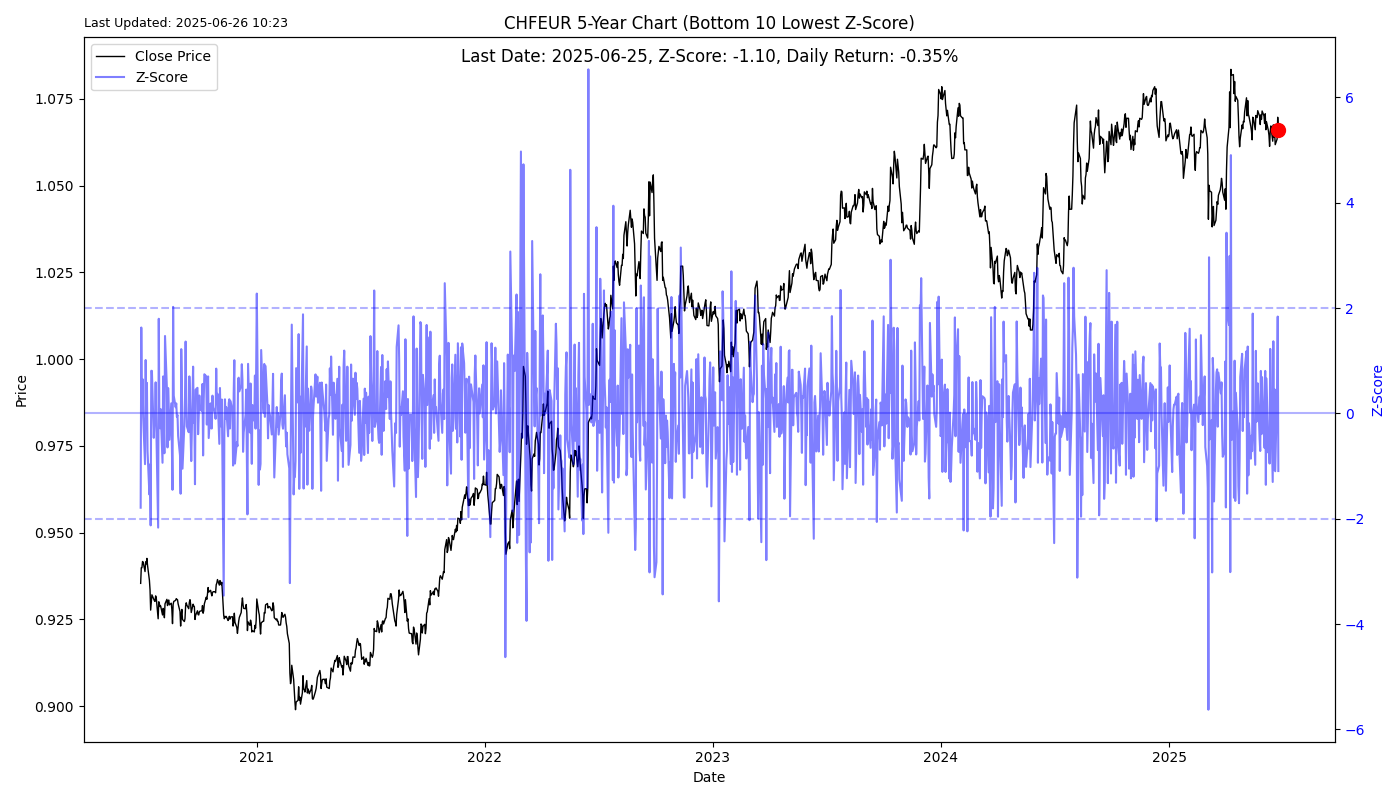 Last Updated: 2025-06-26 10:23
CHFEUR 5-Year Chart (Bottom 10 Lowest Z-Score)
Last Date: 2025-06-25, Z-Score: -1.10, Daily Return: -0.35%
Close Price
Z-Score
1.075
1.050
1.025
1.000
0.975
0.950
0.925
0.900
Price
6
4
2
0
−2
−4
−6
Z-Score
2021
2022
2023
2024
2025
Date